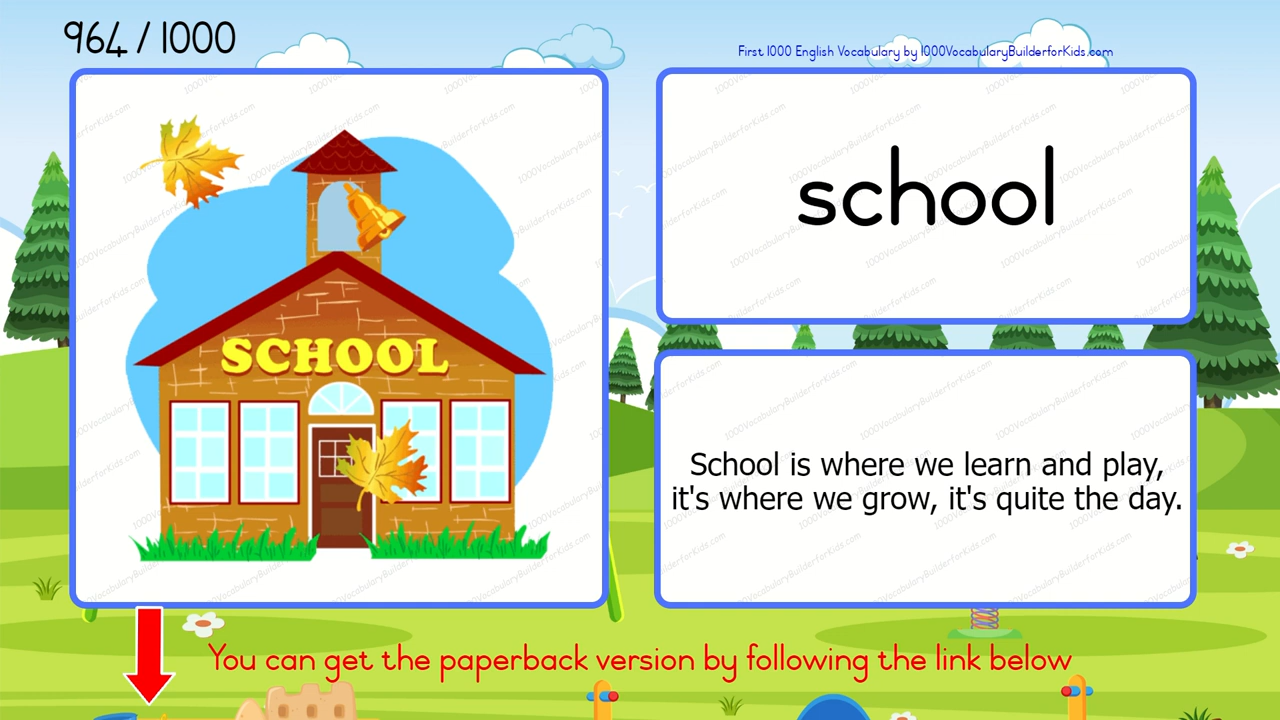 964 / 1000
First 1000 English Vocabulary by 1000VocabularyBuilderforKids.com
SCHOOL
school
School is where we learn and play,
it's where we grow, it's quite the day.
You can get the paperback version by following the link below